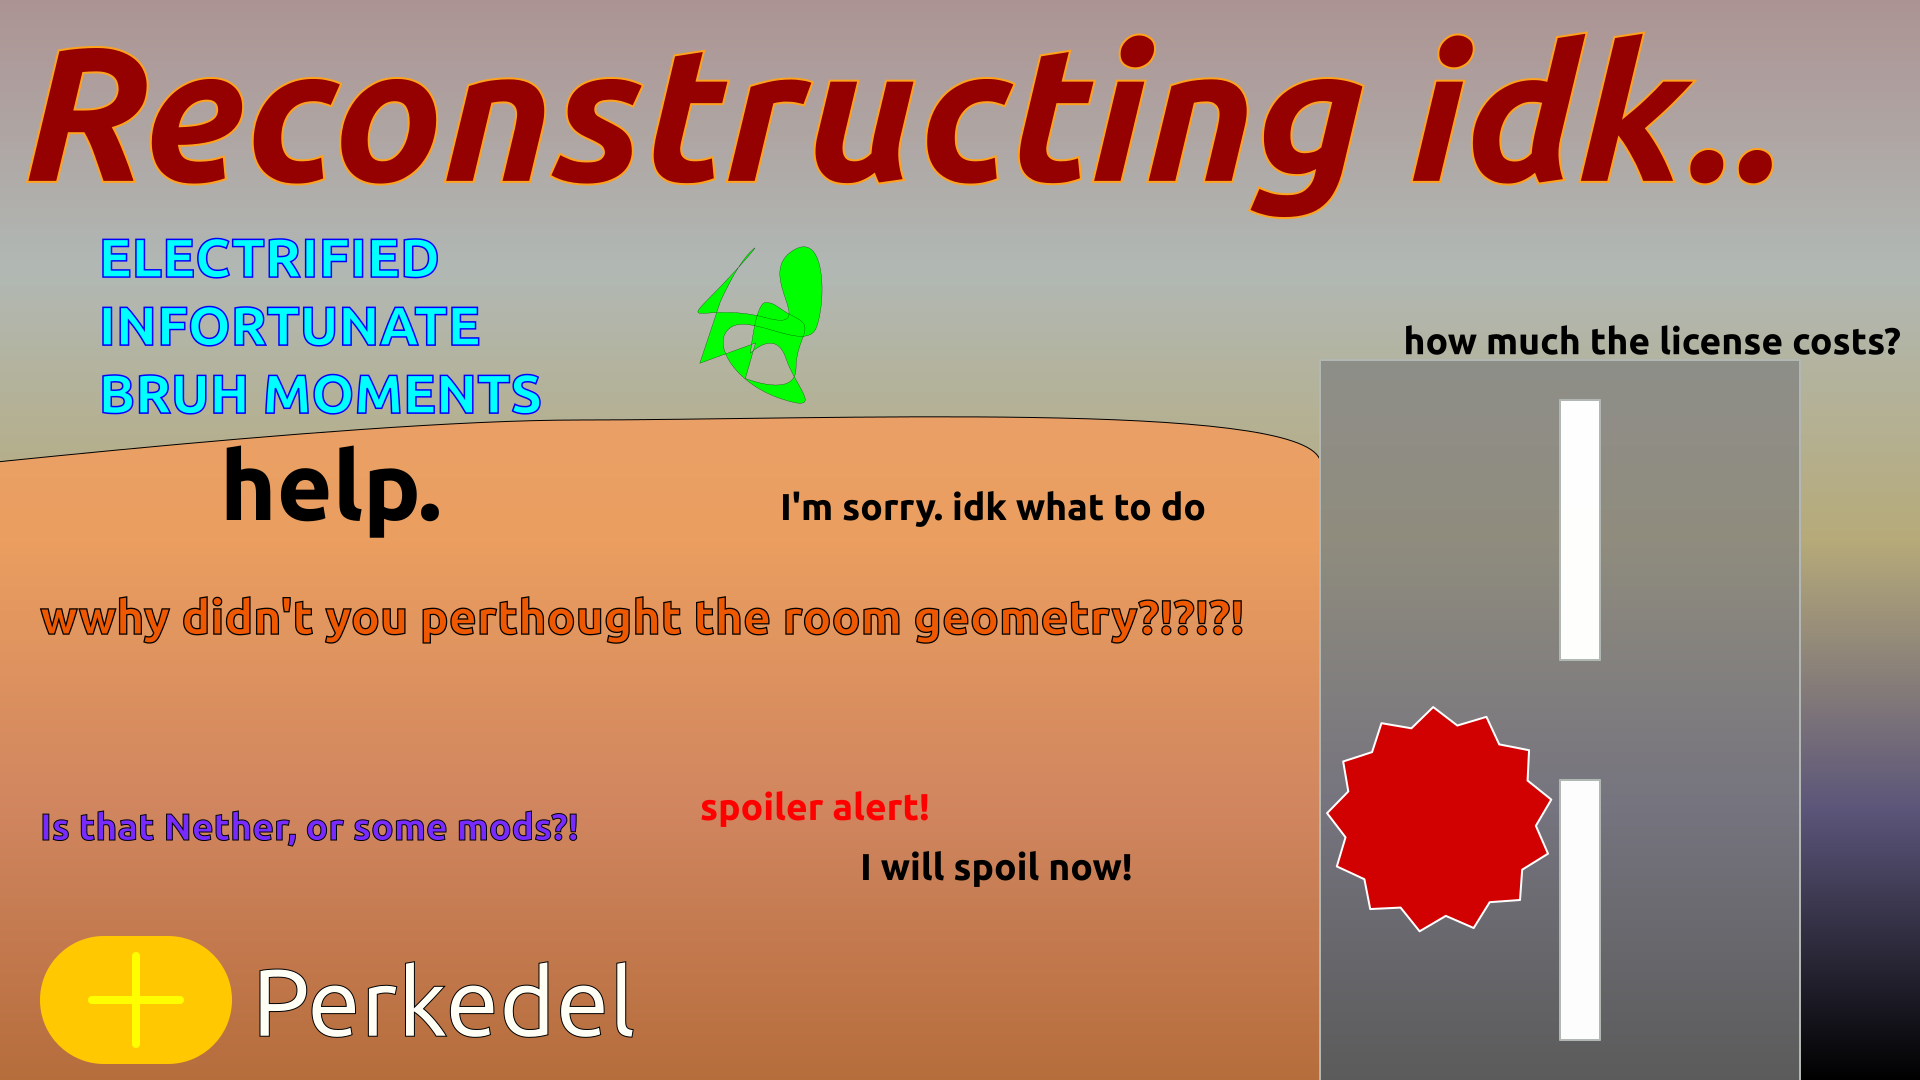 Reconstructing idk..
ELECTRIFIED
INFORTUNATE
BRUH MOMENTS
how much the license costs?
help.
I'm sorry. idk what to do
wwhy didn't you perthought the room geometry?!?!?!
Is that Nether, or some mods?!
spoiler alert!
I will spoil now!
Perkedel